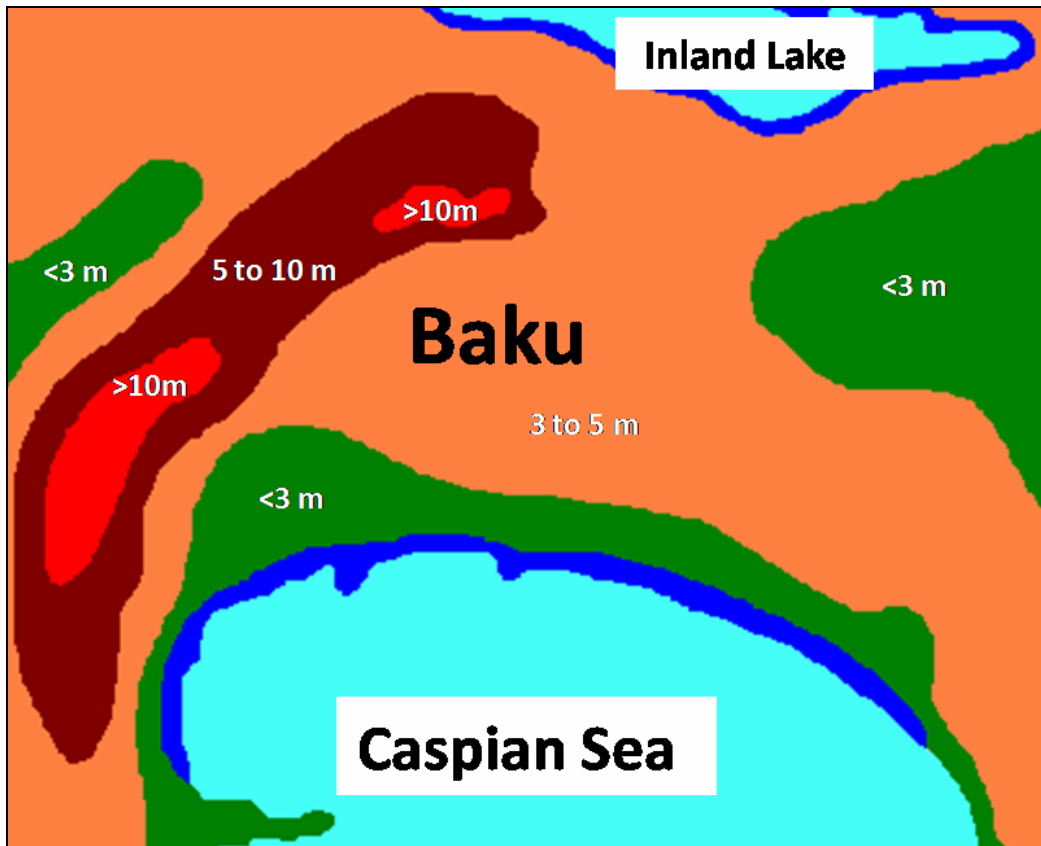 Inland Lake
>10m
<3 m
5 to 10 m
<3 m
Baku
>10m
3 to 5 m
<3 m
Caspian Sea